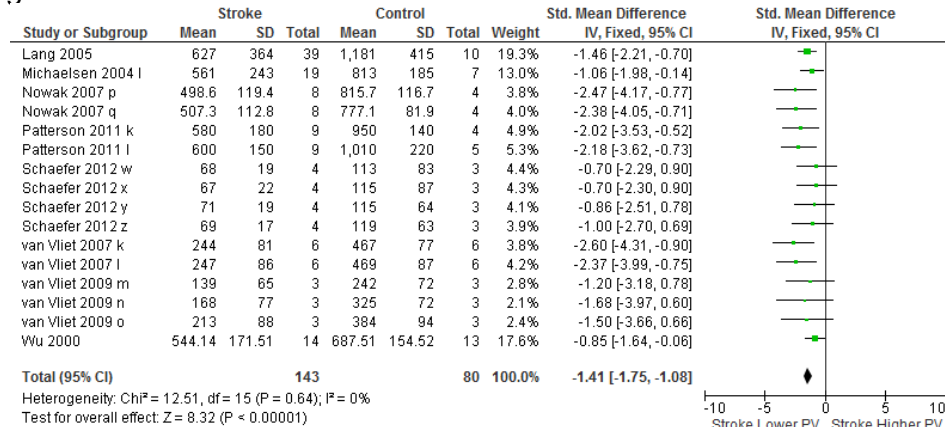 Stroke Control Std. Mean Difference Std. Mean Difference
Study or Subgroup Mean SD Total Mean SD Total Weight IV, Fixed, 95% CI IV, Fixed, 95% CI
Lang 2005 627 364 39 1,181 415 10 19.3% -1.46 [-2.21, -0.70]
Michaelsen 2004 l 561 243 19 813 185 7 13.0% -1.06 [-1.98, -0.14]
Nowak 2007 p 498.6 119.4 8 815.7 116.7 4 3.8% -2.47 [-4.17, -0.77]
Nowak 2007 q 507.3 112.8 8 777.1 81.9 4 4.0% -2.38 [-4.05, -0.71]
Patterson 2011 k 580 180 9 950 140 4 4.9% -2.02 [-3.53, -0.52]
Patterson 2011 l 600 150 9 1,010 220 5 5.3% -2.18 [-3.62, -0.73]
Schaefer 2012 w 68 19 4 113 83 3 4.4% -0.70 [-2.29, 0.90]
Schaefer 2012 x 67 22 4 115 87 3 4.3% -0.70 [-2.30, 0.90]
Schaefer 2012 y 71 19 4 115 64 3 4.1% -0.86 [-2.51, 0.78]
Schaefer 2012 z 69 17 4 119 63 3 3.9% -1.00 [-2.70, 0.69]
van Vliet 2007 k 244 81 6 467 77 6 3.8% -2.60 [-4.31, -0.90]
van Vliet 2007 l 247 86 6 469 87 6 4.2% -2.37 [-3.99, -0.75]
van Vliet 2009 m 139 65 3 242 72 3 2.8% -1.20 [-3.18, 0.78]
van Vliet 2009 n 168 77 3 325 72 3 2.1% -1.68 [-3.97, 0.60]
van Vliet 2009 o 213 88 3 384 94 3 2.4% -1.50 [-3.66, 0.66]
Wu 2000 544.14 171.51 14 687.51 154.52 13 17.6% -0.85 [-1.64, -0.06]
Total (95% CI) 143 80 100.0% -1.41 [-1.75, -1.08]
Heterogeneity: Chi² = 12.51, df = 15 (P = 0.64); I² = 0%
Test for overall effect: Z = 8.32 (P < 0.00001)
-10 -5 0 5 10
Stroke Lower PV Stroke Higher PV